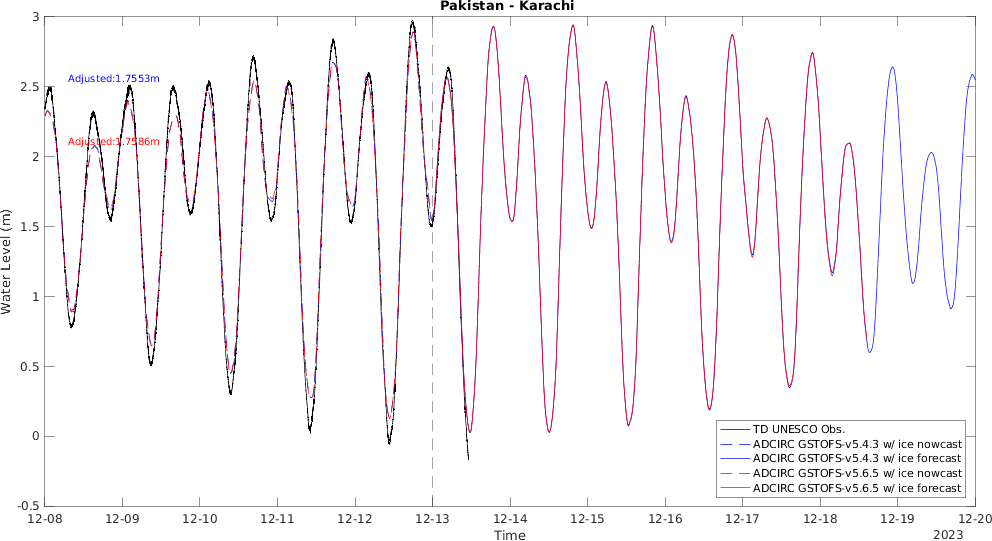 Pakistan - Karachi
3
2.5
2
1.5
1
0.5
0
-0.5
Water Level (m)
Adjusted:1.7553m
Adjusted:1.7586m
TD UNESCO Obs.
ADCIRC GSTOFS-v5.4.3 w/ ice nowcast
ADCIRC GSTOFS-v5.4.3 w/ ice forecast
ADCIRC GSTOFS-v5.6.5 w/ ice nowcast
ADCIRC GSTOFS-v5.6.5 w/ ice forecast
12-08 12-09 12-10 12-11 12-12 12-13 12-14 12-15 12-16 12-17 12-18 12-19 12-20
Time
2023